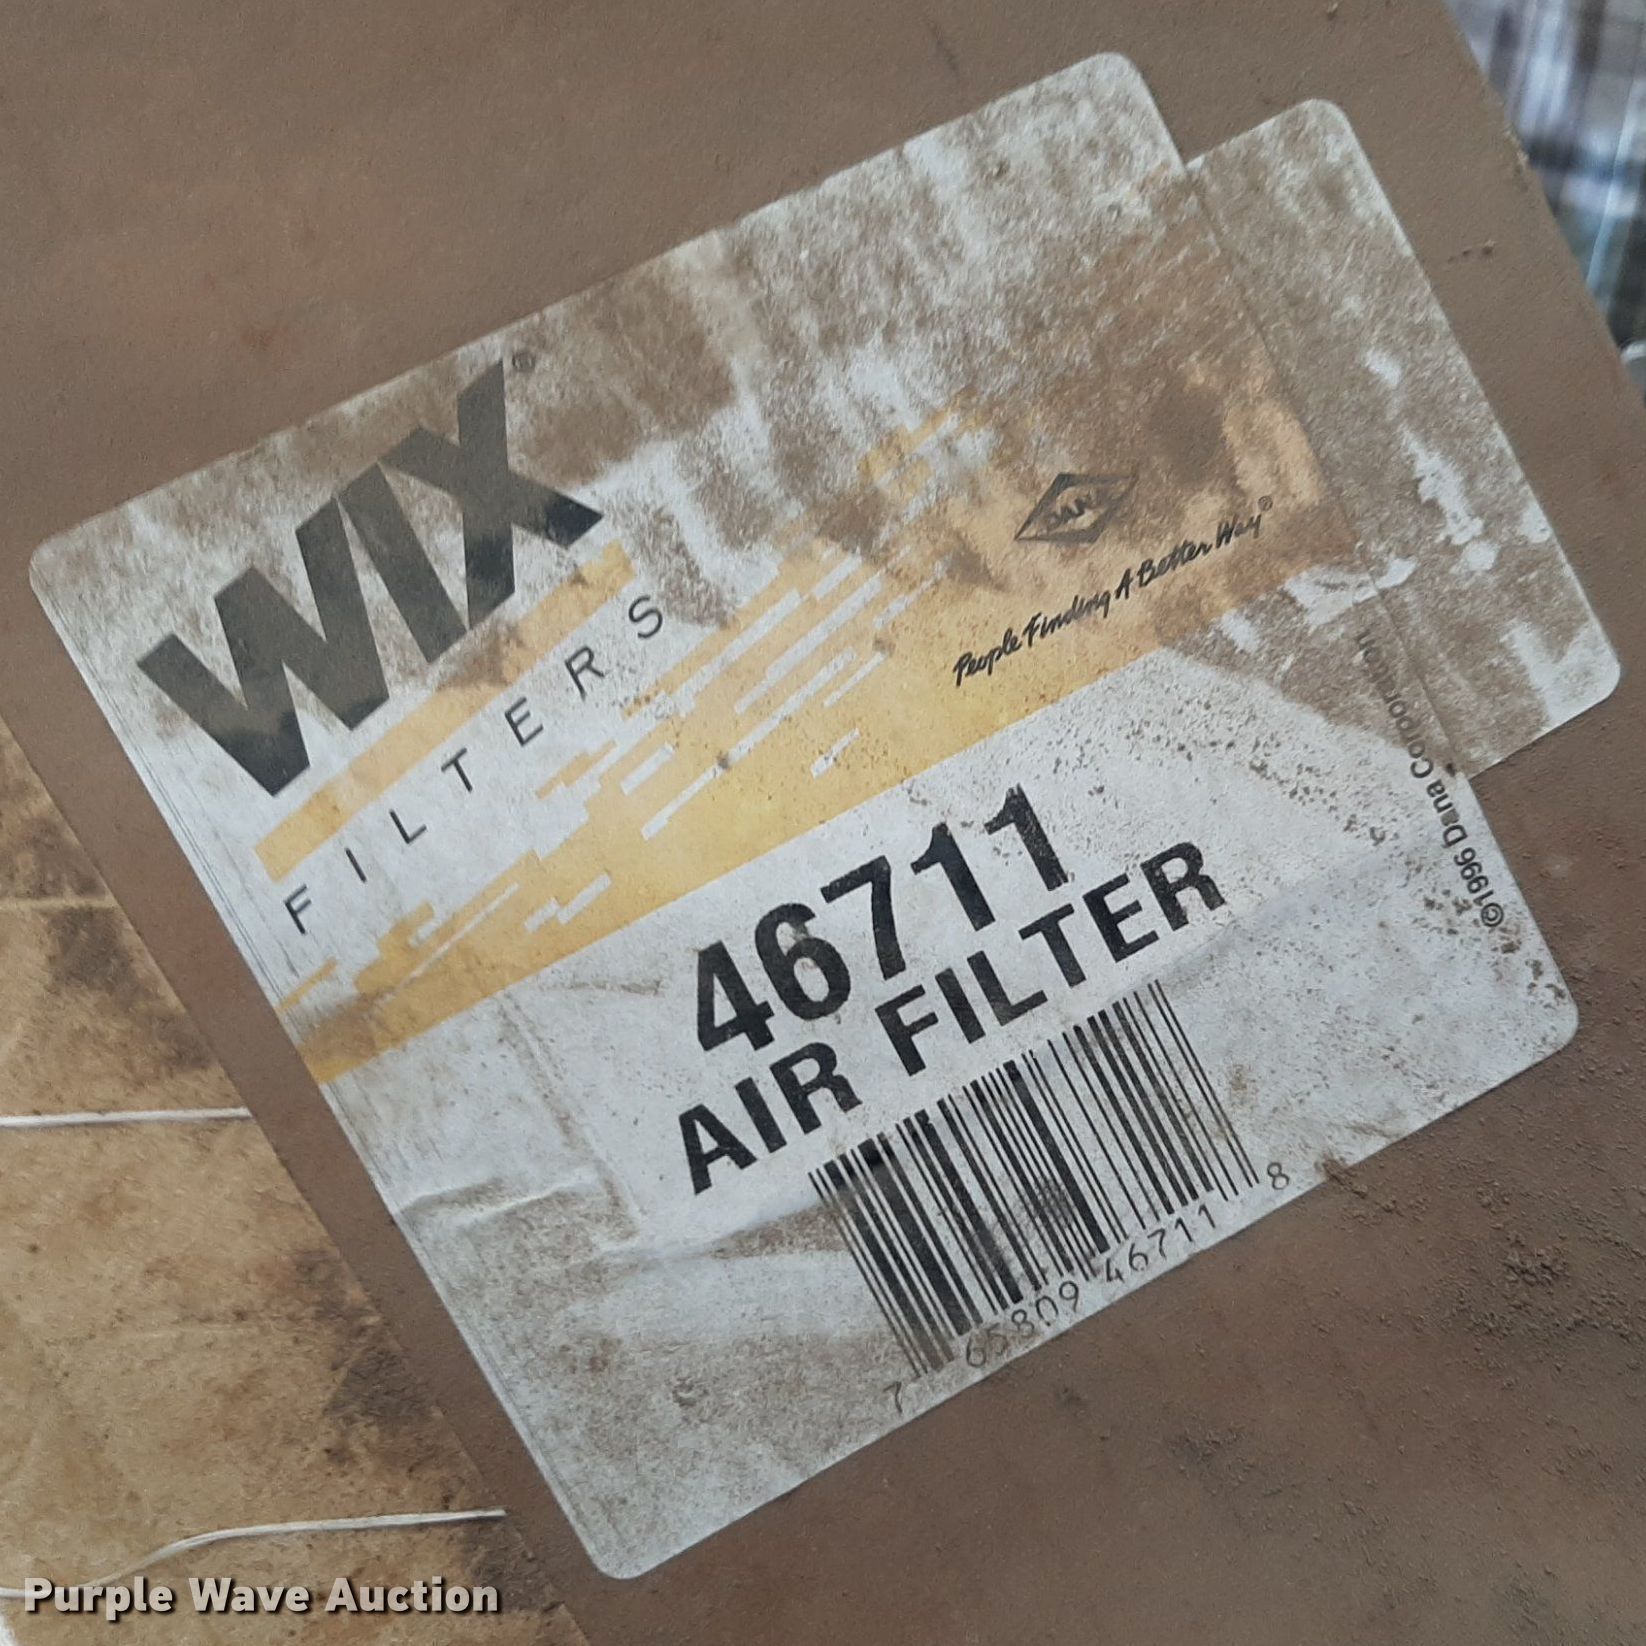 WIX®
FILTERS
DANA
People Finding A Better Way®
46711
AIR FILTER
7 65809 46711 8
©1996 Dana Corporation
Purple Wave Auction